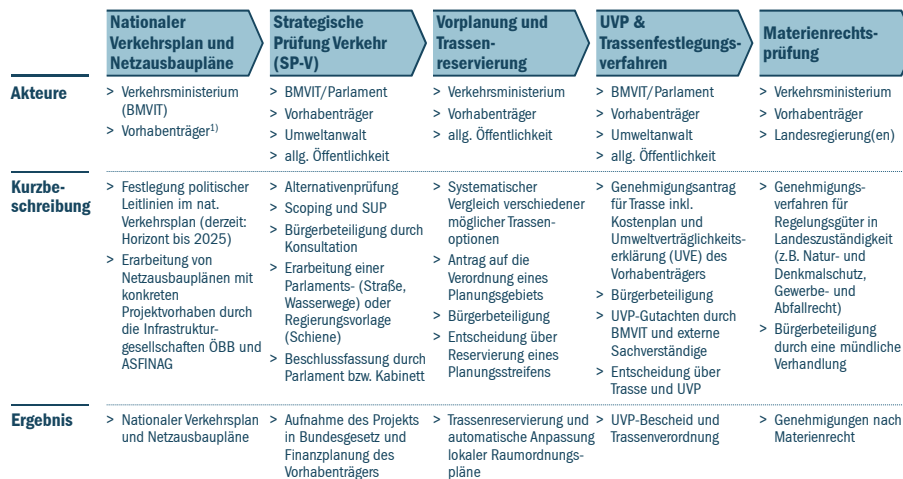 Nationaler
Verkehrsplan und
Netzausbaupläne
Strategische
Prüfung Verkehr
(SP-V)
Vorplanung und
Trassen-
reservierung
UVP &
Trassenfestlegungs-
verfahren
Materienrechts-
prüfung
Akteure
> Verkehrsministerium
(BMVIT)
> Vorhabenträger1)
> BMVIT/Parlament
> Vorhabenträger
> Umweltanwalt
> allg. Öffentlichkeit
> Verkehrsministerium
> Vorhabenträger
> allg. Öffentlichkeit
> BMVIT/Parlament
> Vorhabenträger
> Umweltanwalt
> allg. Öffentlichkeit
> Verkehrsministerium
> Vorhabenträger
> Landesregierung(en)
Kurzbe-
schreibung
> Festlegung politischer
Leitlinien im nat.
Verkehrsplan (derzeit:
Horizont bis 2025)
> Erarbeitung von
Netzausbauplänen mit
konkreten
Projektvorhaben durch
die Infrastruktur-
gesellschaften ÖBB und
ASFINAG
> Alternativenprüfung
> Scoping und SUP
> Bürgerbeteiligung durch
Konsultation
> Erarbeitung einer
Parlaments- (Straße,
Wasserwege) oder
Regierungsvorlage
(Schiene)
> Beschlussfassung durch
Parlament bzw. Kabinett
> Systematischer
Vergleich verschiedener
möglicher Trassen-
optionen
> Antrag auf die
Verordnung eines
Planungsgebiets
> Bürgerbeteiligung
> Entscheidung über
Reservierung eines
Planungsstreifens
> Genehmigungsantrag
für Trasse inkl.
Kostenplan und
Umweltverträglichkeits-
erklärung (UVE) des
Vorhabenträgers
> Bürgerbeteiligung
> UVP-Gutachten durch
BMVIT und externe
Sachverständige
> Entscheidung über
Trasse und UVP
> Genehmigungs-
verfahren für
Regelungsgüter in
Landeszuständigkeit
(z.B. Natur- und
Denkmalschutz,
Gewerbe- und
Abfallrecht)
> Bürgerbeteiligung
durch eine mündliche
Verhandlung
Ergebnis
> Nationaler Verkehrsplan
und Netzausbaupläne
> Aufnahme des Projekts
in Bundesgesetz und
Finanzplanung des
Vorhabenträgers
> Trassenreservierung und
automatische Anpassung
lokaler Raumordnungs-
pläne
> UVP-Bescheid und
Trassenverordnung
> Genehmigungen nach
Materienrecht